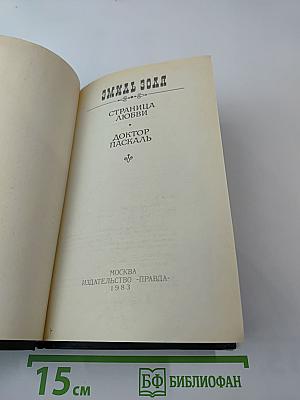 ЭМИЛЬ ЗОЛЯ
СТРАНИЦА
ЛЮБВИ
•
ДОКТОР
ПАСКАЛЬ
МОСКВА
ИЗДАТЕЛЬСТВО «ПРАВДА»
1983
15 см
БФ БИБЛИОФАН